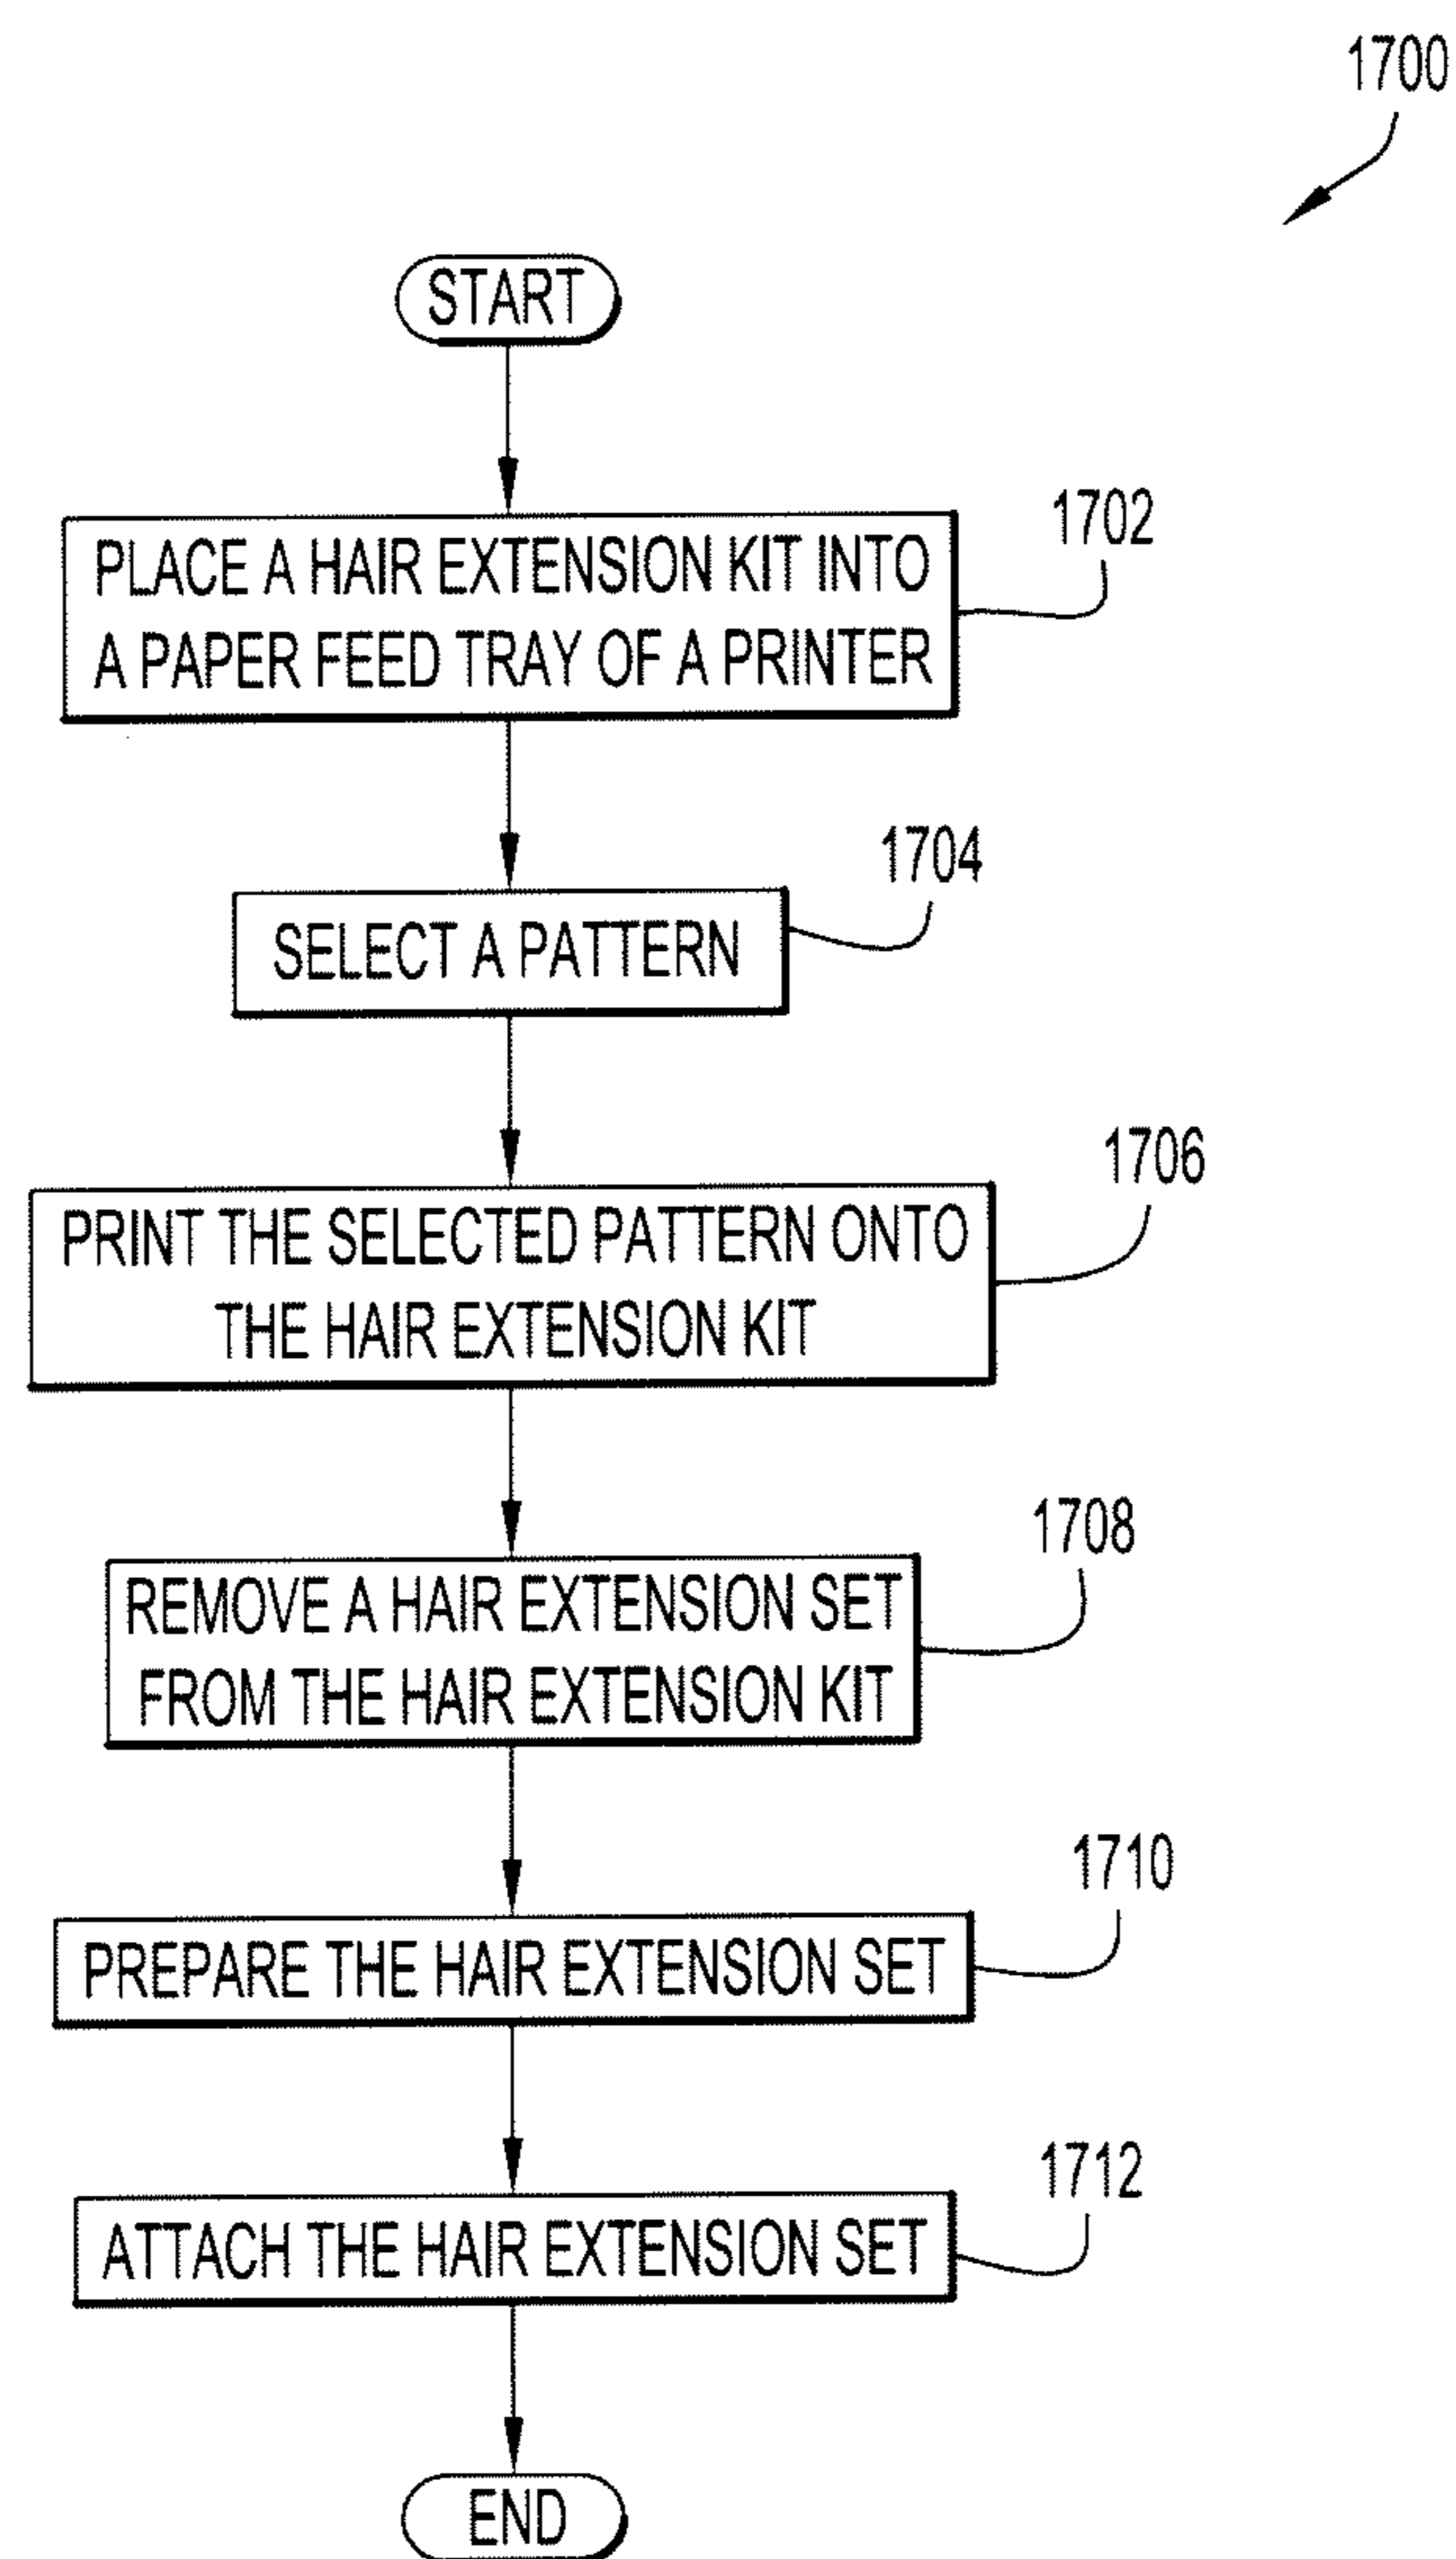 1700
START
1702
PLACE A HAIR EXTENSION KIT INTO
A PAPER FEED TRAY OF A PRINTER
1704
SELECT A PATTERN
1706
PRINT THE SELECTED PATTERN ONTO
THE HAIR EXTENSION KIT
1708
REMOVE A HAIR EXTENSION SET
FROM THE HAIR EXTENSION KIT
1710
PREPARE THE HAIR EXTENSION SET
1712
ATTACH THE HAIR EXTENSION SET
END